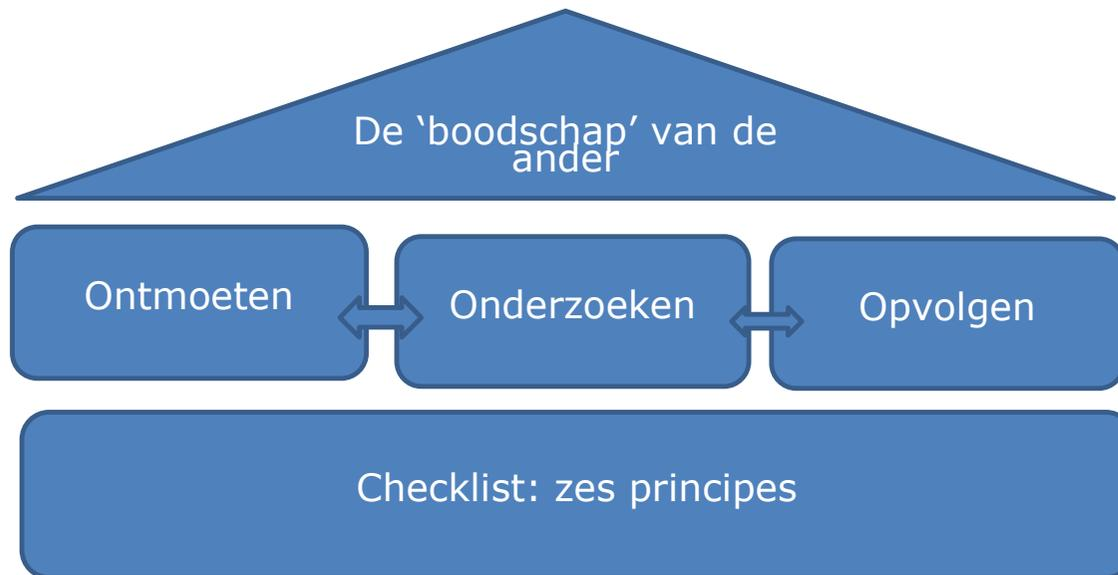 De ‘boodschap’ van de
ander
Ontmoeten
Onderzoeken
Opvolgen
Checklist: zes principes